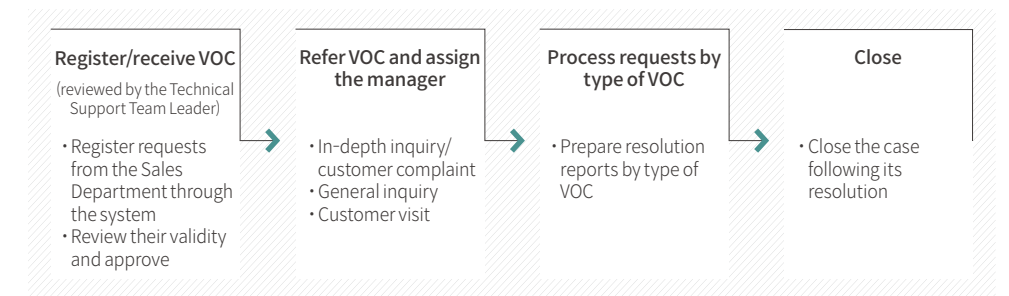 Register/receive VOC
(reviewed by the Technical
Support Team Leader)
· Register requests
from the Sales
Department through
the system
· Review their validity
and approve
Refer VOC and assign
the manager
· In-depth inquiry/
customer complaint
· General inquiry
· Customer visit
Process requests by
type of VOC
· Prepare resolution
reports by type of
VOC
Close
· Close the case
following its
resolution